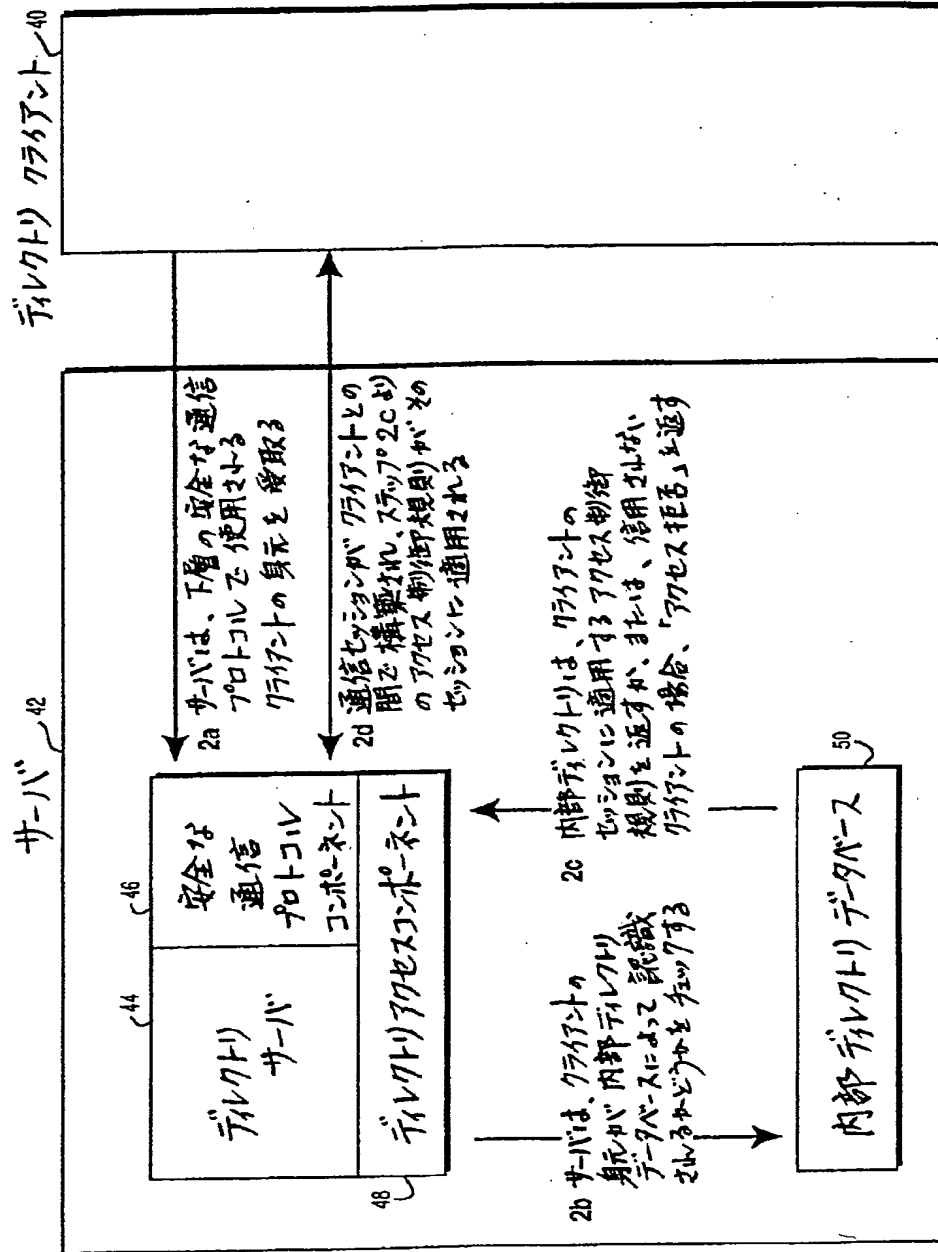 サーバ
42
ディレクトリ クライアント
40
44
46
ディレクトリ
サーバ
安全な
通信
プロトコル
コンポーネント
ディレクトリアクセスコンポーネント
48
2a サーバは、下層の安全な通信
プロトコルで使用される
クライアントの身元を受取る
2d 通信セッションがクライアントとの
間で構築され、ステップ2cより
のアクセス制御規則がその
セッションに適用される
2b サーバは、クライアントの
身元が内部ディレクトリ
データベースによって認識
されるかどうかをチェックする
2c 内部ディレクトリは、クライアントの
セッションに適用するアクセス制御
規則を返すか、または、信用されない
クライアントの場合、「アクセス拒否」を返す
内部ディレクトリ データベース
50